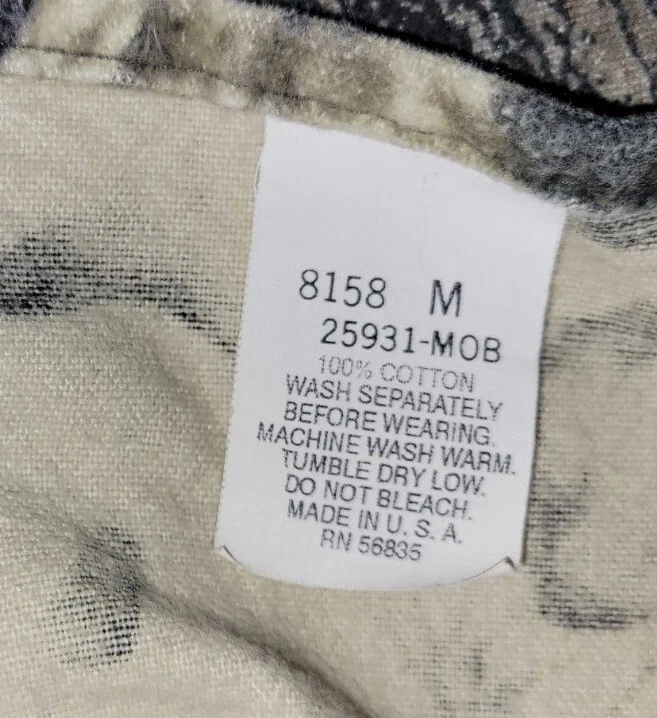 8158 M
25931-MOB
100% COTTON
WASH SEPARATELY
BEFORE WEARING.
MACHINE WASH WARM.
TUMBLE DRY LOW.
DO NOT BLEACH.
MADE IN U. S. A.
RN 56835